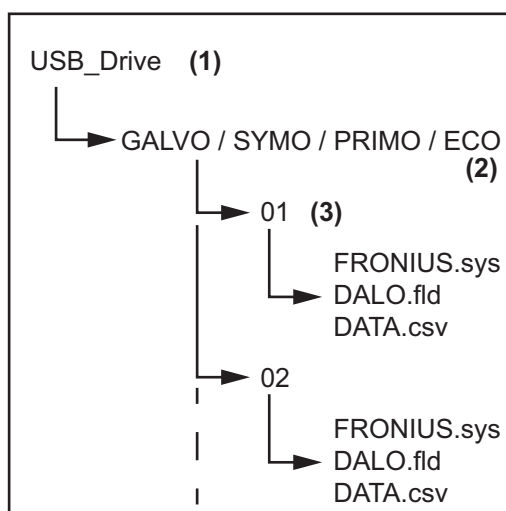 USB_Drive (1)
GALVO / SYMO / PRIMO / ECO
(2)
01 (3)
FRONIUS.sys
DALO.fld
DATA.csv
02
FRONIUS.sys
DALO.fld
DATA.csv